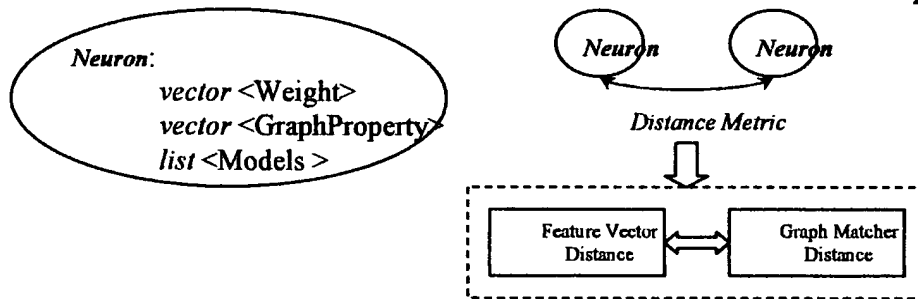 Neuron:
vector <Weight>
vector <GraphProperty>
list <Models >
Neuron
Neuron
Distance Metric
Feature Vector
Distance
Graph Matcher
Distance